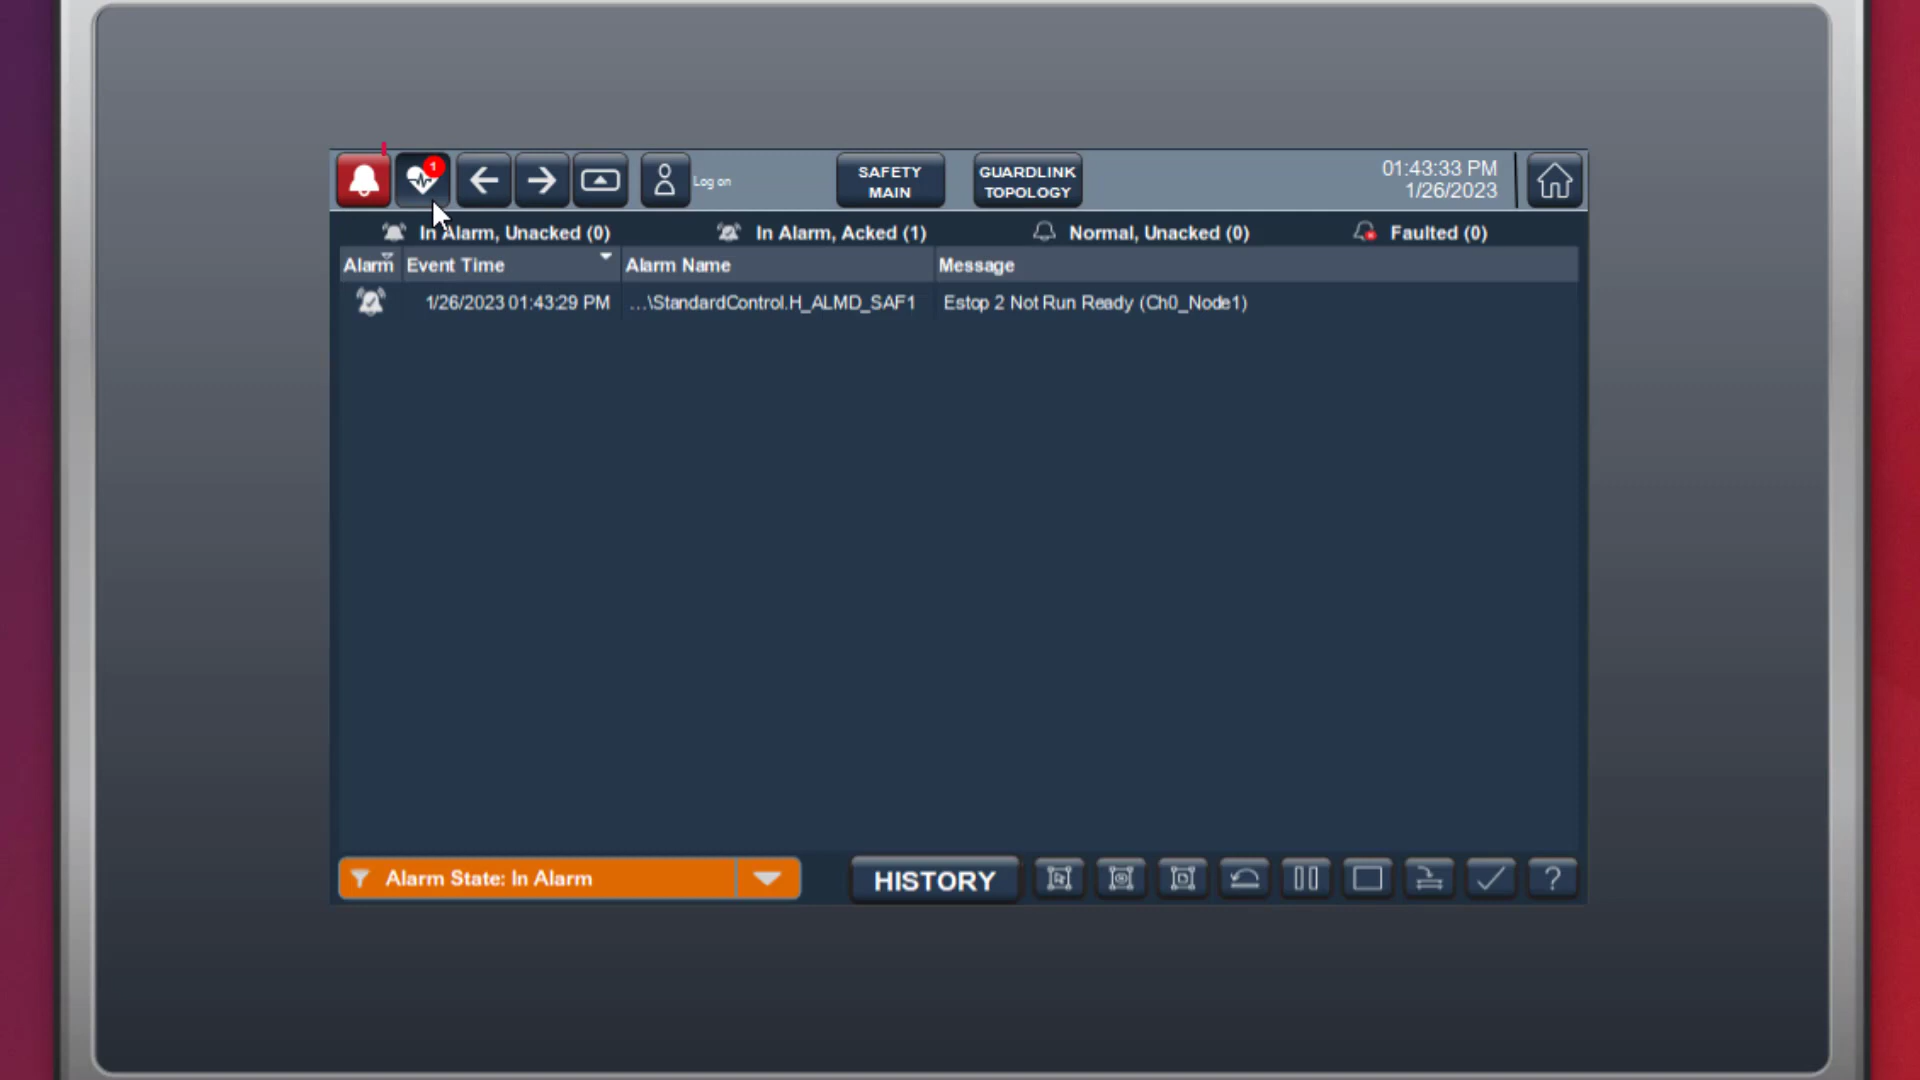 1
Log on
SAFETY
MAIN
GUARDLINK
TOPOLOGY
01:43:33 PM
1/26/2023
In Alarm, Unacked (0)
In Alarm, Acked (1)
Normal, Unacked (0)
Faulted (0)
Alarm Event Time Alarm Name Message
1/26/2023 01:43:29 PM ...\StandardControl.H_ALMD_SAF1 Estop 2 Not Run Ready (Ch0_Node1)
Alarm State: In Alarm
HISTORY
?